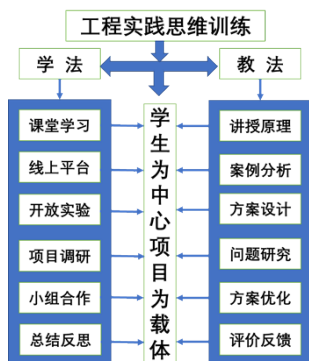 工程实践思维训练
学法
教法
课堂学习
线上平台
开放实验
项目调研
小组合作
总结反思
学生为中心项目为载体
讲授原理
案例分析
方案设计
问题研究
方案优化
评价反馈